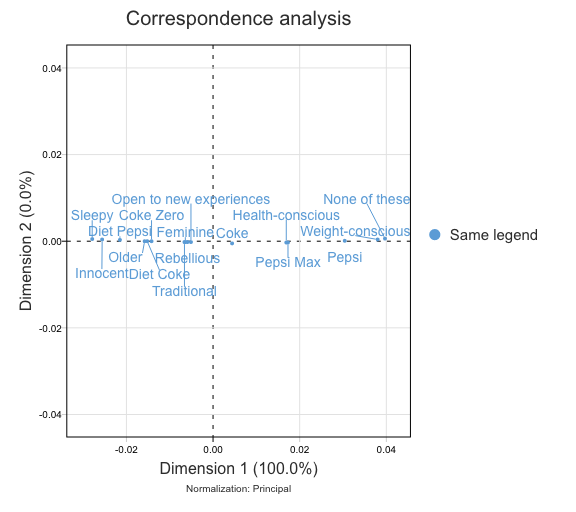 Correspondence analysis
0.04
0.02
Open to new experiences
None of these
Sleepy
Coke Zero
Health-conscious
Diet Pepsi
Feminine
Coke
Weight-conscious
0.00
Older
Rebellious
Pepsi Max
Pepsi
Innocent
Diet Coke
Traditional
-0.02
-0.04
-0.02
0.00
0.02
0.04
Dimension 2 (0.0%)
Dimension 1 (100.0%)
Normalization: Principal
Same legend